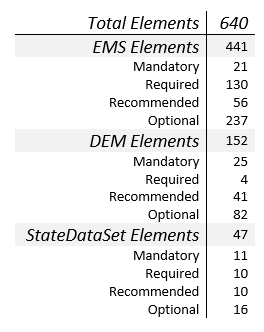 Total Elements 640
EMS Elements 441
Mandatory 21
Required 130
Recommended 56
Optional 237
DEM Elements 152
Mandatory 25
Required 4
Recommended 41
Optional 82
StateDataSet Elements 47
Mandatory 11
Required 10
Recommended 10
Optional 16